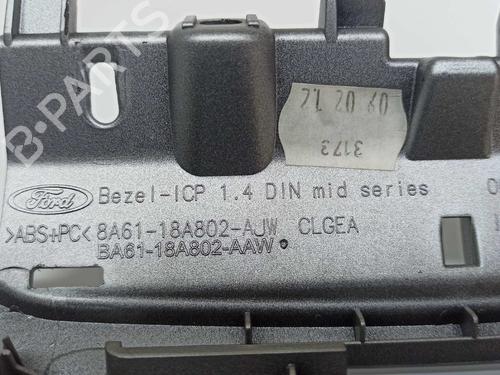 B-PARTS
09 02 12
3173
Ford
Bezel-ICP 1.4 DIN mid series
>ABS+PC< 8A61-18A802-AJW CLGEA
BA61-18A802-AAW